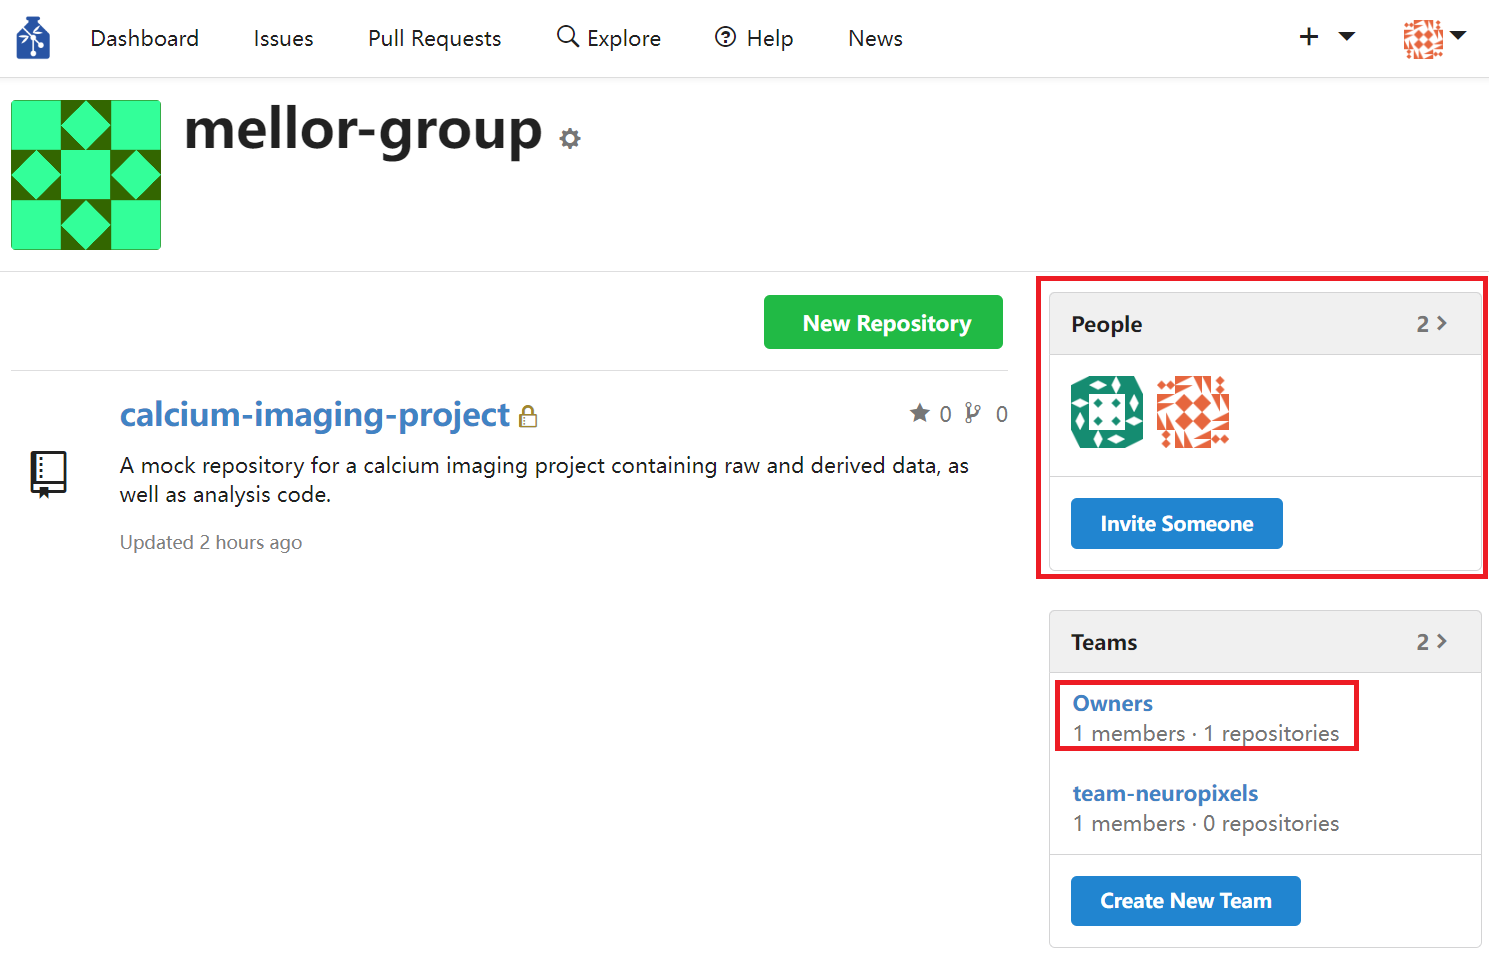 Dashboard Issues Pull Requests Explore Help News
mellor-group
New Repository
calcium-imaging-project 0 0
A mock repository for a calcium imaging project containing raw and derived data, as
well as analysis code.
Updated 2 hours ago
People 2
Invite Someone
Teams 2
Owners
1 members · 1 repositories
team-neuropixels
1 members · 0 repositories
Create New Team